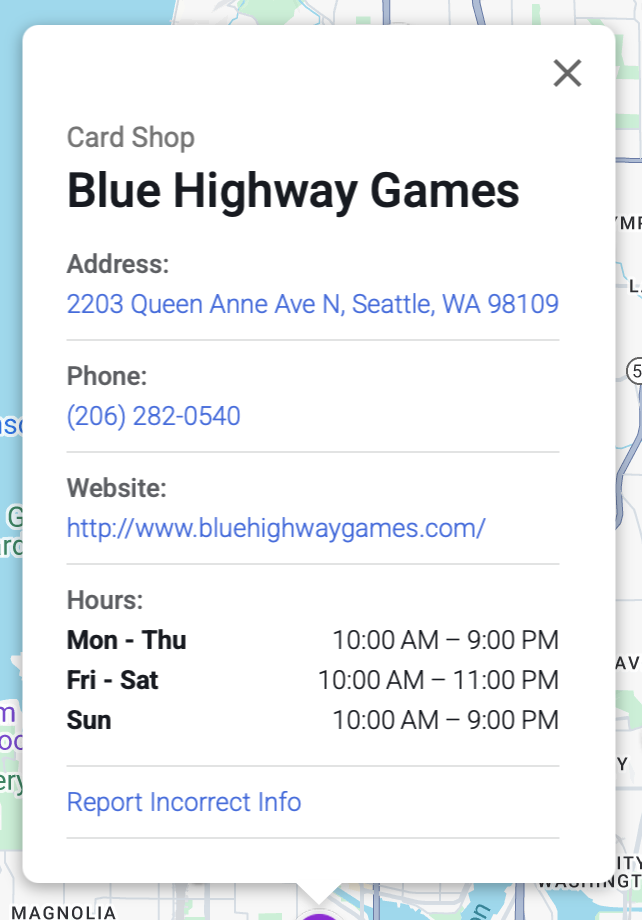 Card Shop
Blue Highway Games
Address:
2203 Queen Anne Ave N, Seattle, WA 98109
Phone:
(206) 282-0540
Website:
http://www.bluehighwaygames.com/
Hours:
Mon - Thu 10:00 AM – 9:00 PM
Fri - Sat 10:00 AM – 11:00 PM
Sun 10:00 AM – 9:00 PM
Report Incorrect Info
MAGNOLIA